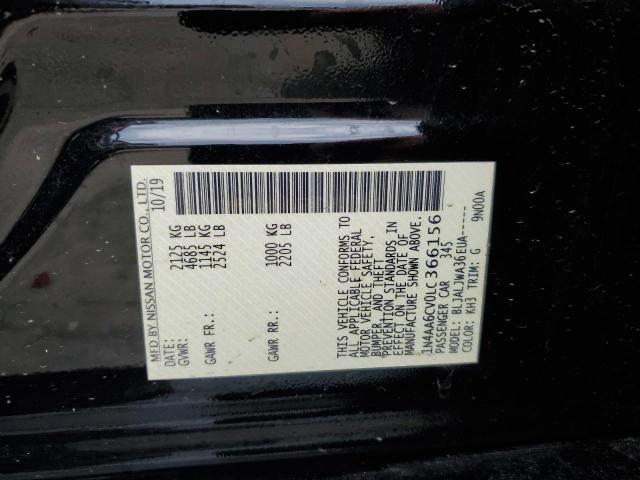 MFD BY NISSAN MOTOR CO., LTD.
DATE: 10/19
GVWR: 2125 KG
4685 LB
GAWR FR: 1145 KG
2524 LB
GAWR RR: 1000 KG
2205 LB
THIS VEHICLE CONFORMS TO
ALL APPLICABLE FEDERAL
MOTOR VEHICLE SAFETY,
BUMPER, AND THEFT
PREVENTION STANDARDS IN
EFFECT ON THE DATE OF
MANUFACTURE SHOWN ABOVE.
1N4AA6CV0LC366156
PASSENGER CAR 345
MODEL: BLJALJWA36EUA-----
COLOR: KH3 TRIM: G 9N00A